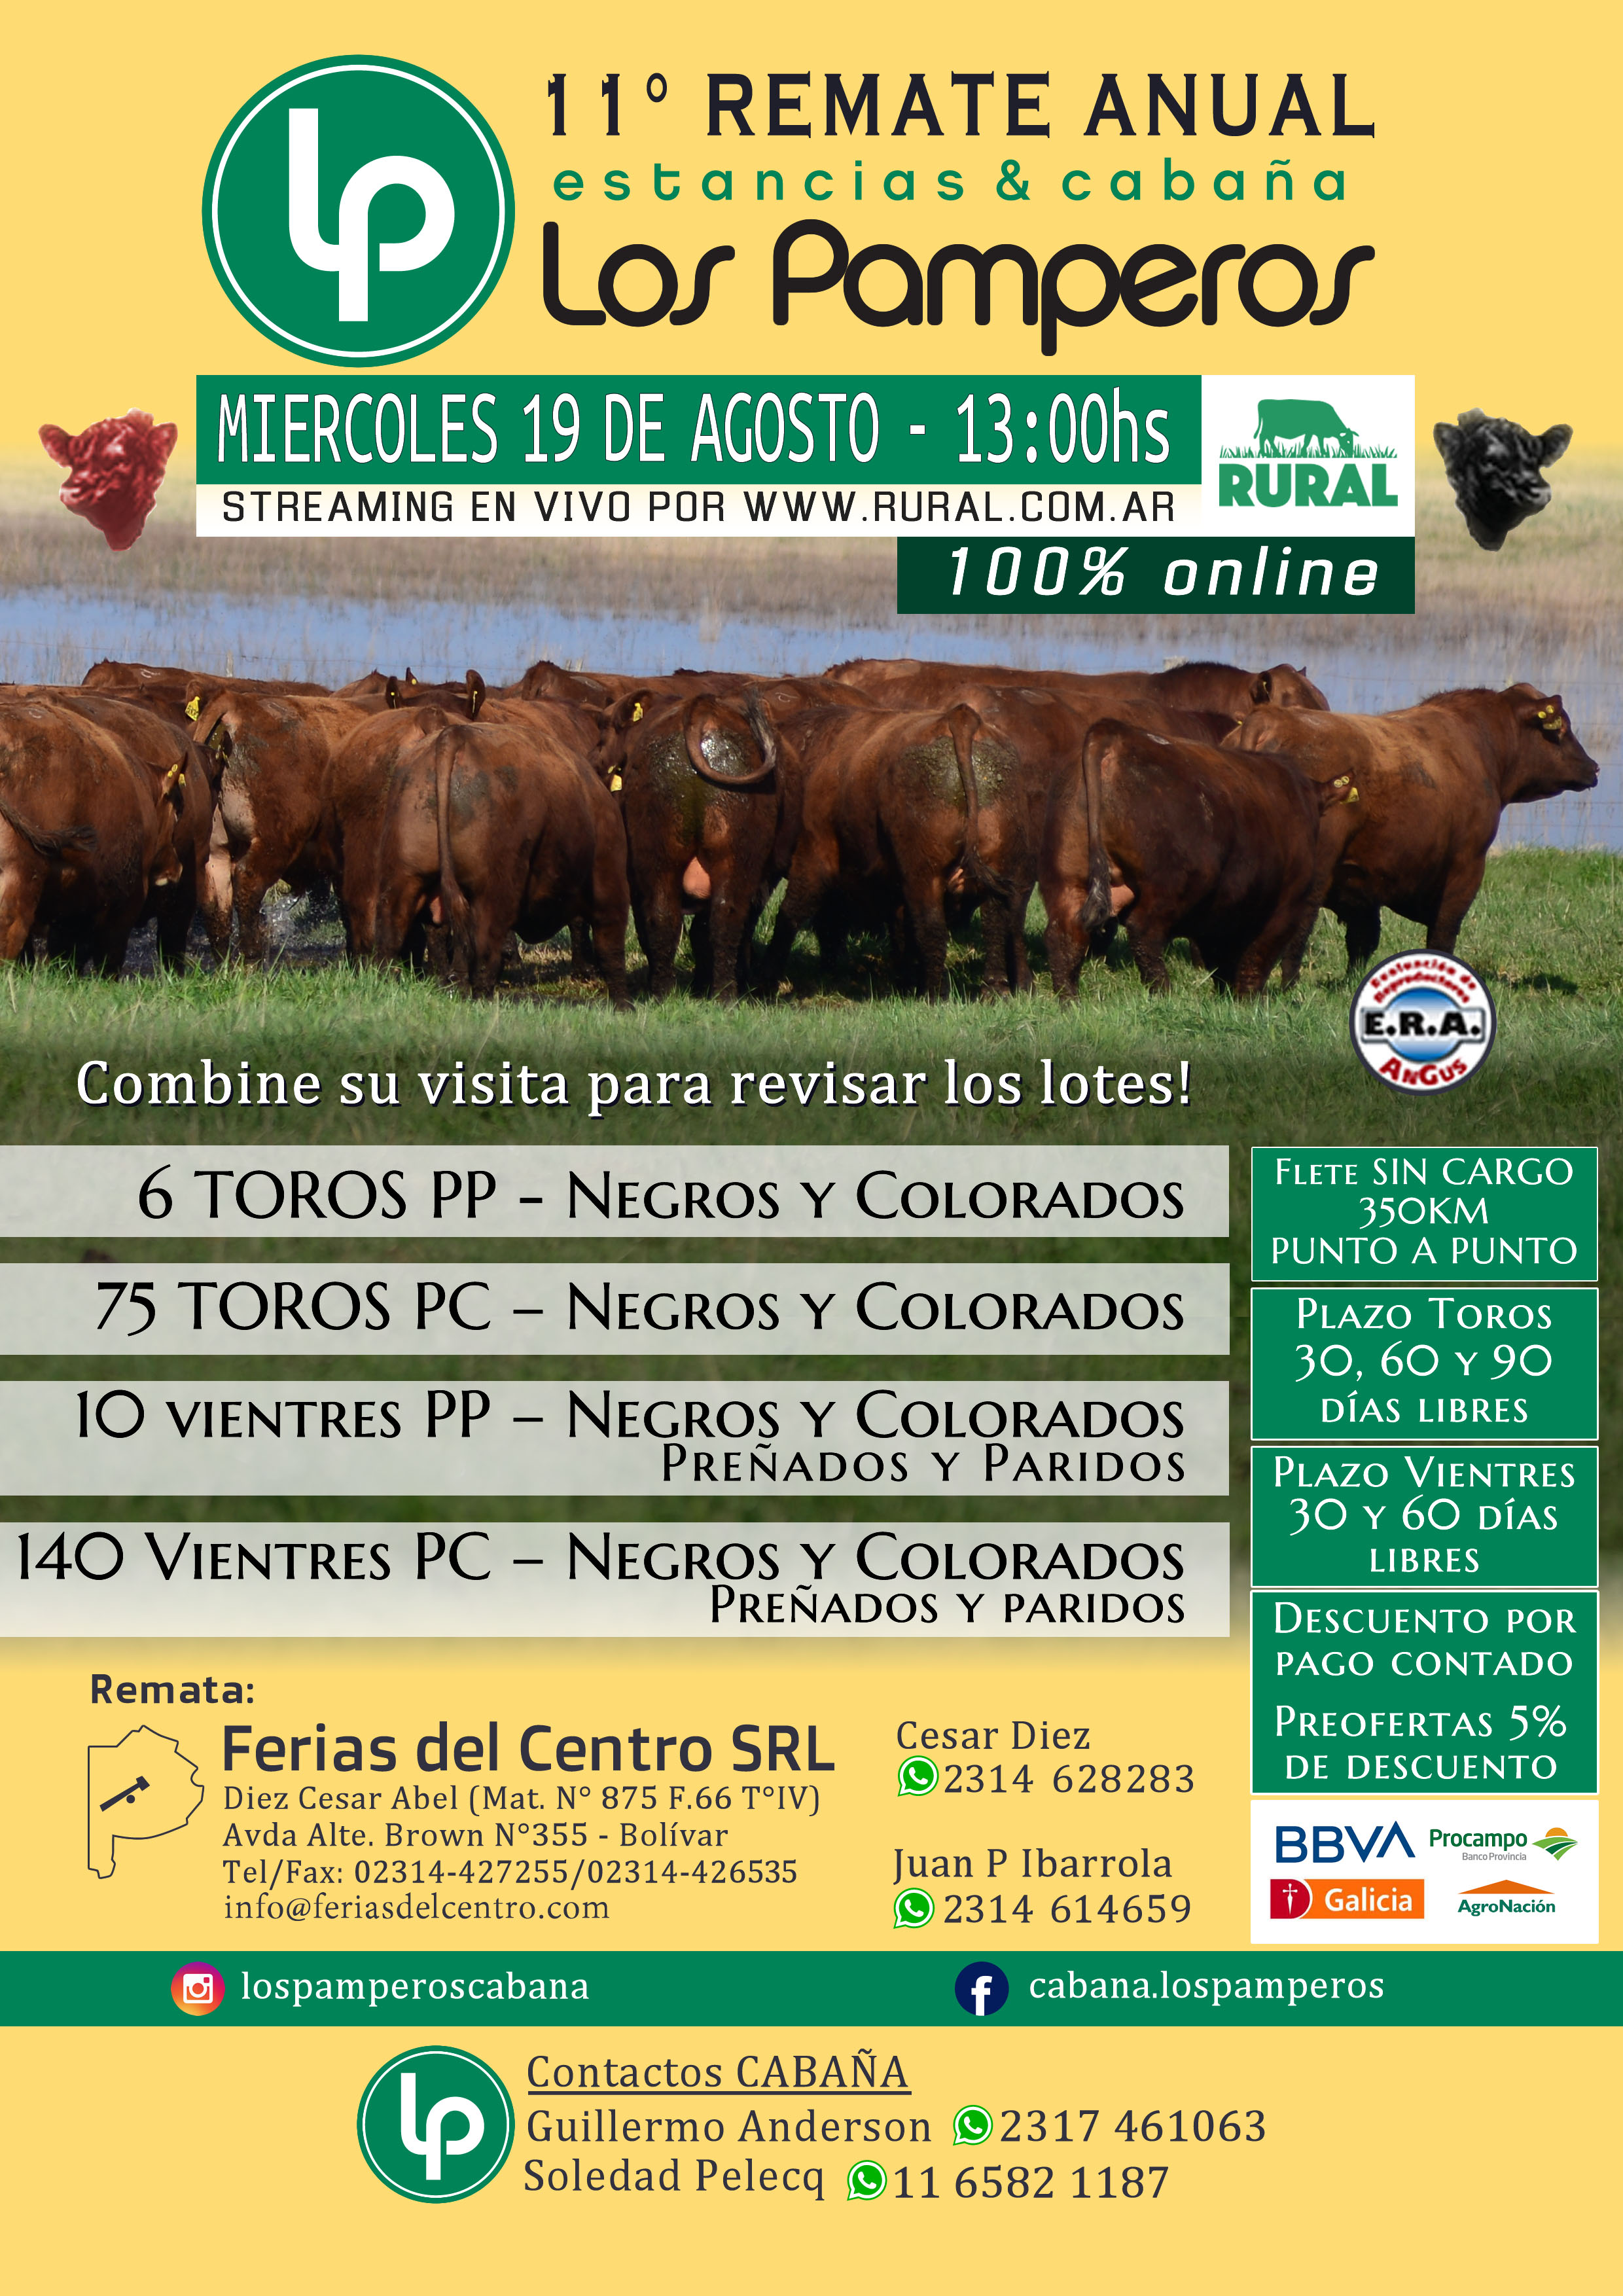 lp
11° REMATE ANUAL
estancias & cabaña
Los Pamperos
MIERCOLES 19 DE AGOSTO - 13:00hs
STREAMING EN VIVO POR WWW.RURAL.COM.AR
RURAL
100% online
Evaluación de
Reproductores
E.R.A.
ANGUS
Combine su visita para revisar los lotes!
6 TOROS PP - NEGROS Y COLORADOS
75 TOROS PC – NEGROS Y COLORADOS
10 VIENTRES PP – NEGROS Y COLORADOS
PREÑADOS Y PARIDOS
140 VIENTRES PC – NEGROS Y COLORADOS
PREÑADOS Y PARIDOS
FLETE SIN CARGO
350KM
PUNTO A PUNTO
PLAZO TOROS
30, 60 Y 90
DÍAS LIBRES
PLAZO VIENTRES
30 Y 60 DÍAS
LIBRES
DESCUENTO POR
PAGO CONTADO
PREOFERTAS 5%
DE DESCUENTO
Remata:
Ferias del Centro SRL
Diez Cesar Abel (Mat. N° 875 F.66 T°IV)
Avda Alte. Brown N°355 - Bolívar
Tel/Fax: 02314-427255/02314-426535
info@feriasdelcentro.com
Cesar Diez
2314 628283
Juan P Ibarrola
2314 614659
BBVA
Procampo
Banco Provincia
Galicia
AgroNación
lospamperoscabana
cabana.lospamperos
lp
Contactos CABAÑA
Guillermo Anderson 2317 461063
Soledad Pelecq 11 6582 1187